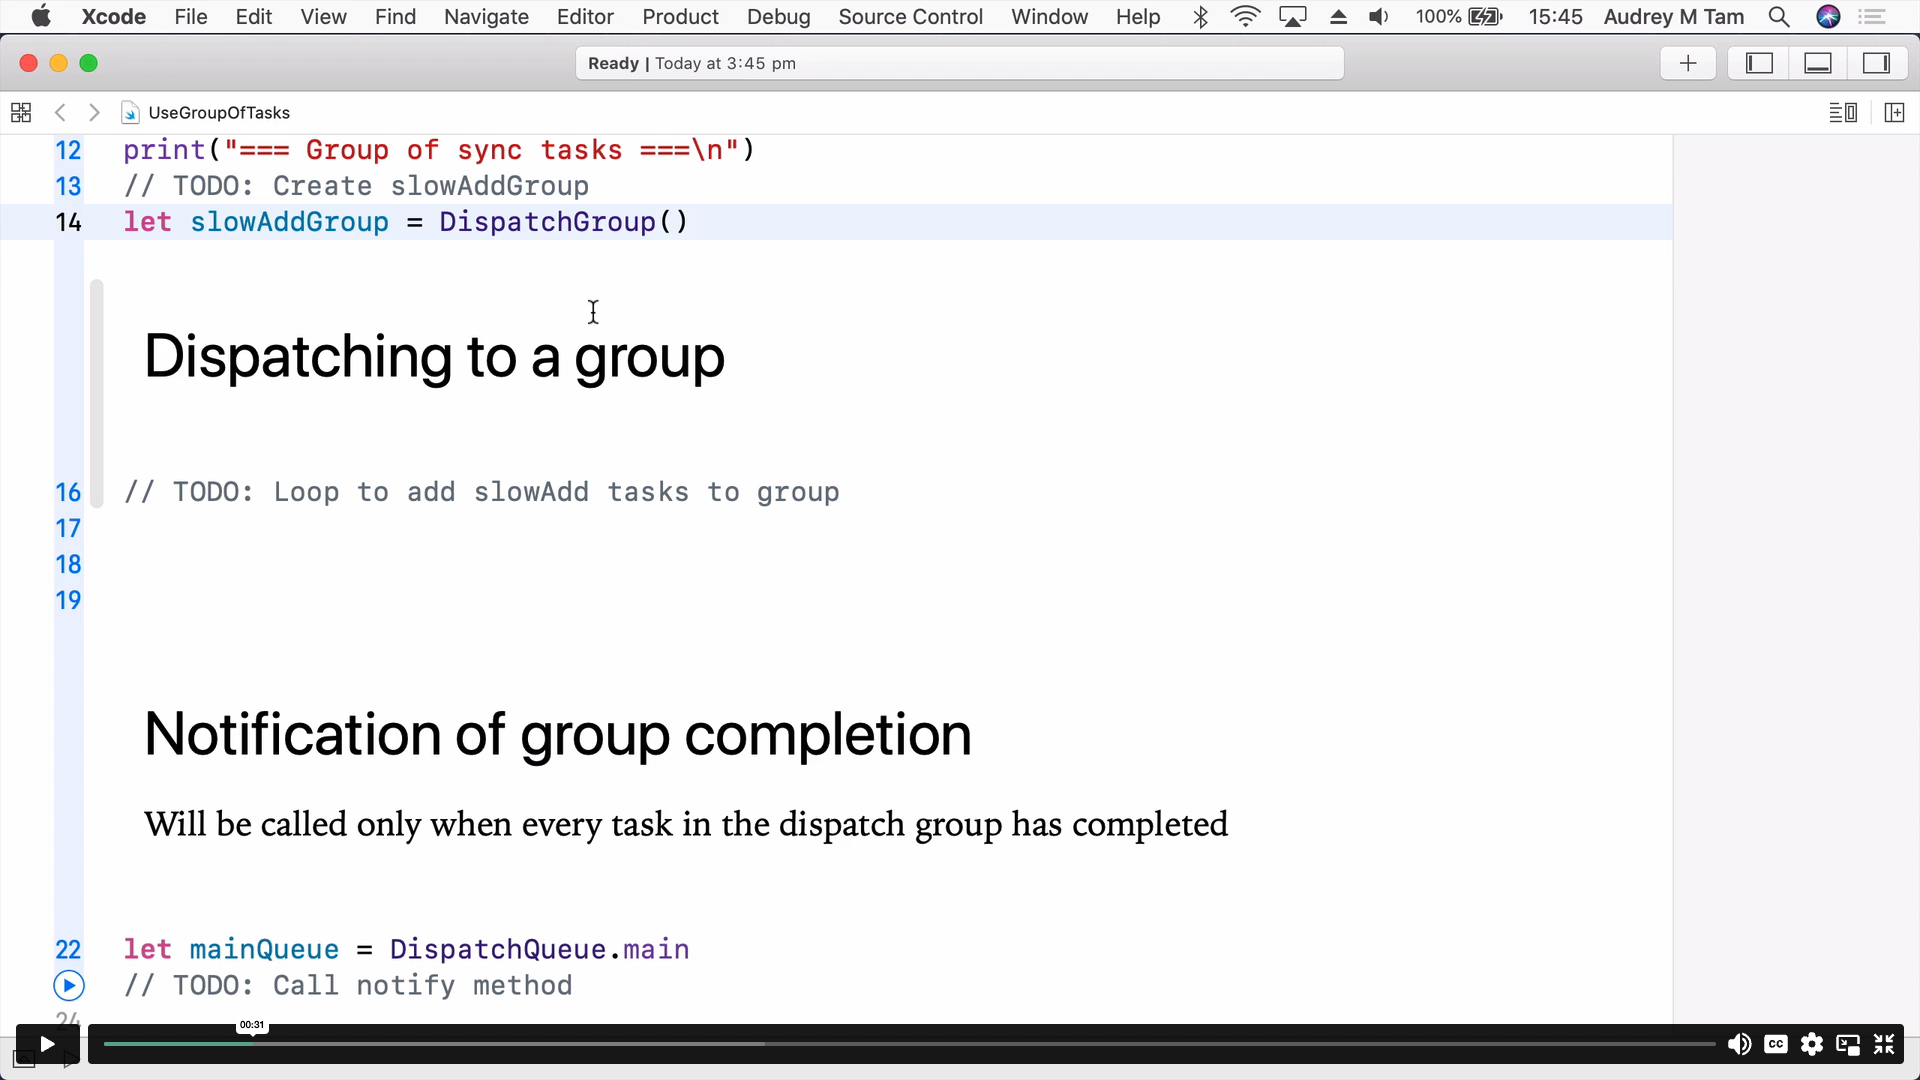 Xcode File Edit View Find Navigate Editor Product Debug Source Control Window Help 100% 15:45 Audrey M Tam
Ready | Today at 3:45 pm
UseGroupOfTasks
12 print("=== Group of sync tasks ===\n")
13 // TODO: Create slowAddGroup
14 let slowAddGroup = DispatchGroup()
Dispatching to a group
16 // TODO: Loop to add slowAdd tasks to group
17
18
19
Notification of group completion
Will be called only when every task in the dispatch group has completed
22 let mainQueue = DispatchQueue.main
// TODO: Call notify method
24
00:31
CC